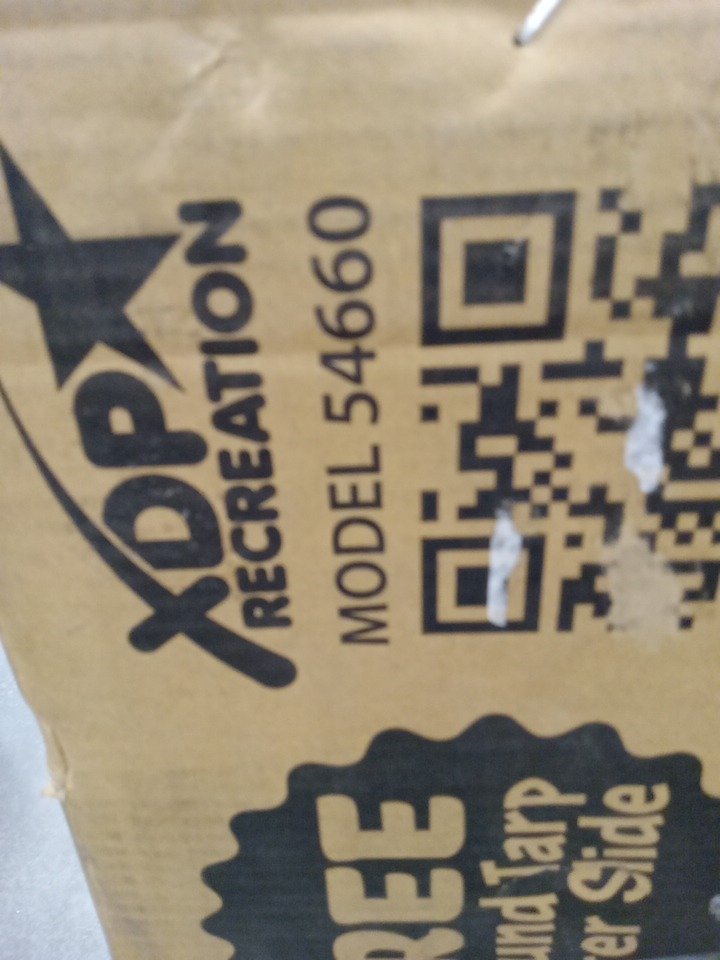 XDP
RECREATION
MODEL 54660
REE
und Tarp
er Slide